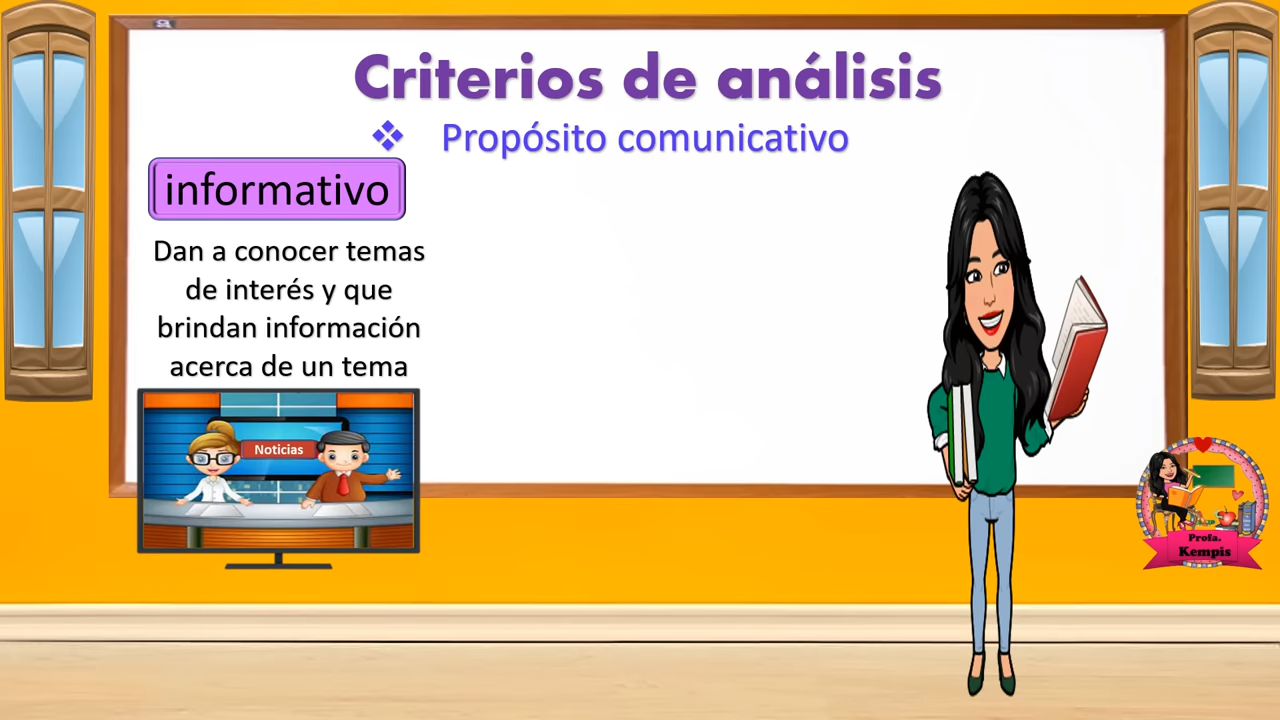 Criterios de análisis
Propósito comunicativo
informativo
Dan a conocer temas
de interés y que
brindan información
acerca de un tema
Noticias
Profa.
Kempis